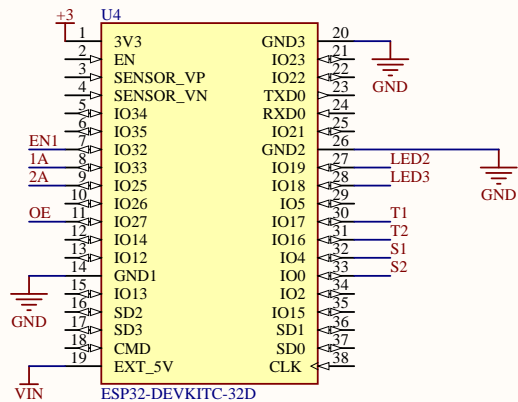 +3 U4
1 3V3 GND3 20
2 EN IO23 21
3 SENSOR_VP IO22 22
4 SENSOR_VN TXD0 23
5 IO34 RXD0 24
6 IO35 IO21 25
EN1 7 IO32 GND2 26
1A 8 IO33 IO19 27 LED2
2A 9 IO25 IO18 28 LED3
10 IO26 IO5 29
OE 11 IO27 IO17 30 T1
12 IO14 IO16 31 T2
13 IO12 IO4 32 S1
14 GND1 IO0 33 S2
15 IO13 IO2 34
16 SD2 IO15 35
17 SD3 SD1 36
18 CMD SD0 37
19 EXT_5V CLK 38
GND
GND
GND
VIN
ESP32-DEVKITC-32D